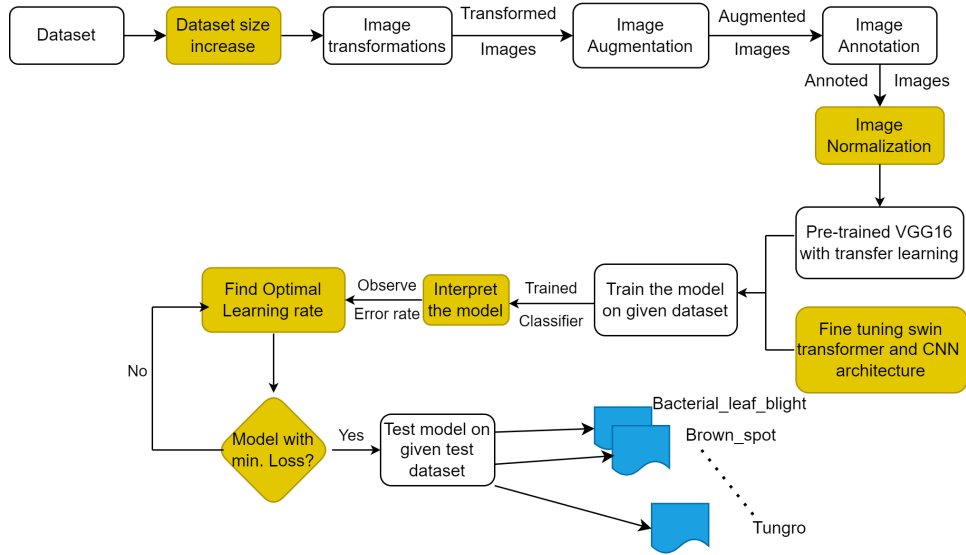 Dataset
Dataset size
increase
Image
transformations
Transformed
Images
Image
Augmentation
Augmented
Images
Image
Annotation
Annoted Images
Image
Normalization
Pre-trained VGG16
with transfer learning
Fine tuning swin
transformer and CNN
architecture
Train the model
on given dataset
Trained
Classifier
Interpret
the model
Observe
Error rate
Find Optimal
Learning rate
No
Model with
min. Loss?
Yes
Test model on
given test
dataset
Bacterial_leaf_blight
Brown_spot
Tungro